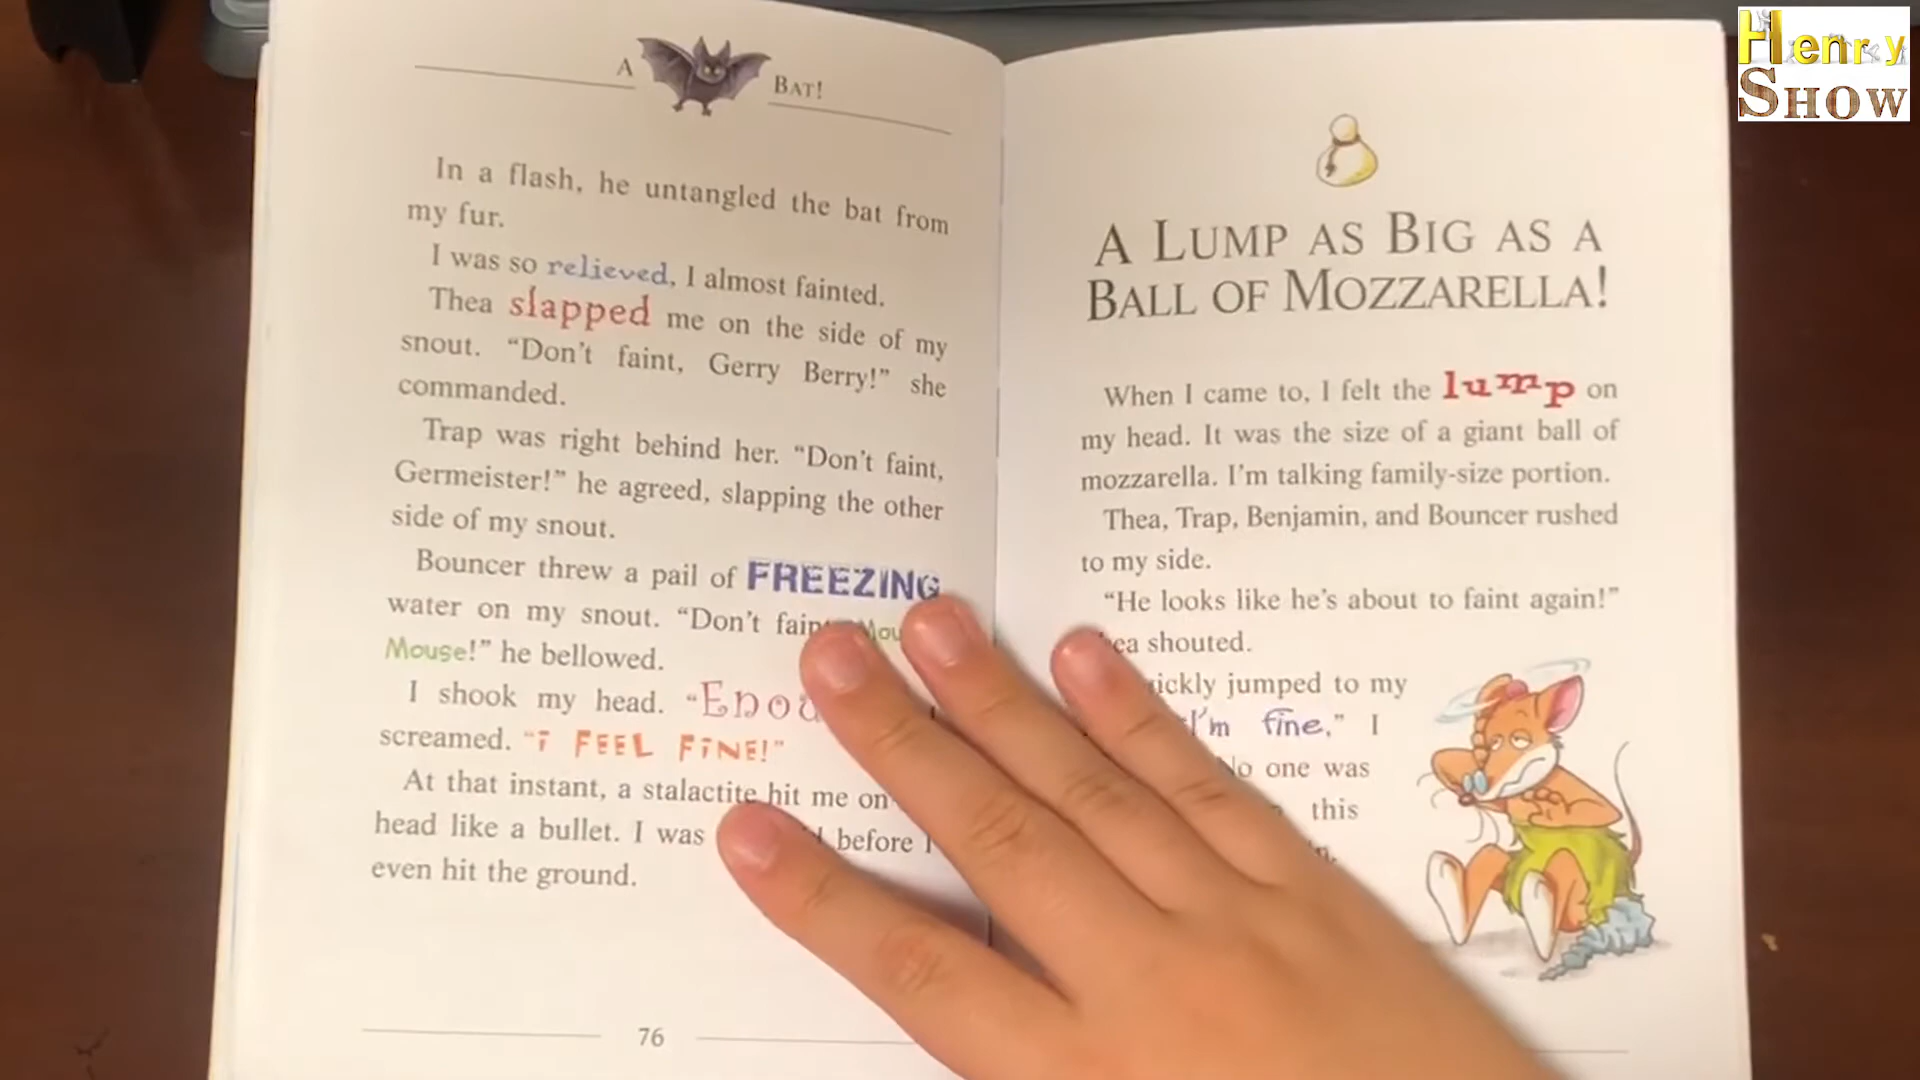 A BAT!
In a flash, he untangled the bat from
my fur.
I was so relieved, I almost fainted.
Thea slapped me on the side of my
snout. “Don’t faint, Gerry Berry!” she
commanded.
Trap was right behind her. “Don’t faint,
Germeister!” he agreed, slapping the other
side of my snout.
Bouncer threw a pail of FREEZING
water on my snout. “Don’t
Mouse!” he bellowed.
I shook my head.
screamed. “i FEEL FiNE!”
At that instant, a stalactite hit me on
head like a bullet. I was before I
even hit the ground.
76
A LUMP AS BIG AS A
BALL OF MOZZARELLA!
When I came to, I felt the lump on
my head. It was the size of a giant ball of
mozzarella. I’m talking family-size portion.
Thea, Trap, Benjamin, and Bouncer rushed
to my side.
“He looks like he’s about to faint again!”
shouted.
jumped to my
I’m fine,” I
No one was
this
Henry
SHOW